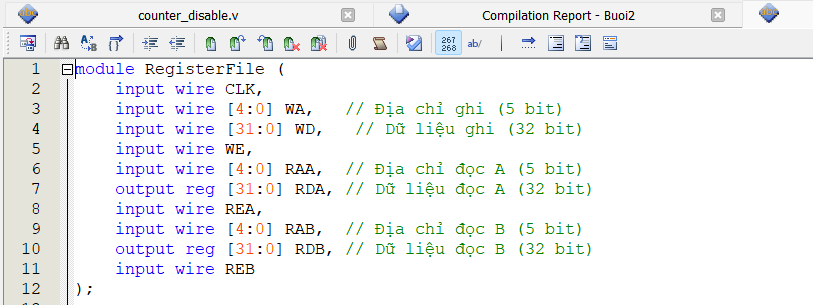 counter_disable.v Compilation Report - Buoi2
267
268 ab/
1 module RegisterFile (
2 input wire CLK,
3 input wire [4:0] WA, // Địa chỉ ghi (5 bit)
4 input wire [31:0] WD, // Dữ liệu ghi (32 bit)
5 input wire WE,
6 input wire [4:0] RAA, // Địa chỉ đọc A (5 bit)
7 output reg [31:0] RDA, // Dữ liệu đọc A (32 bit)
8 input wire REA,
9 input wire [4:0] RAB, // Địa chỉ đọc B (5 bit)
10 output reg [31:0] RDB, // Dữ liệu đọc B (32 bit)
11 input wire REB
12 );